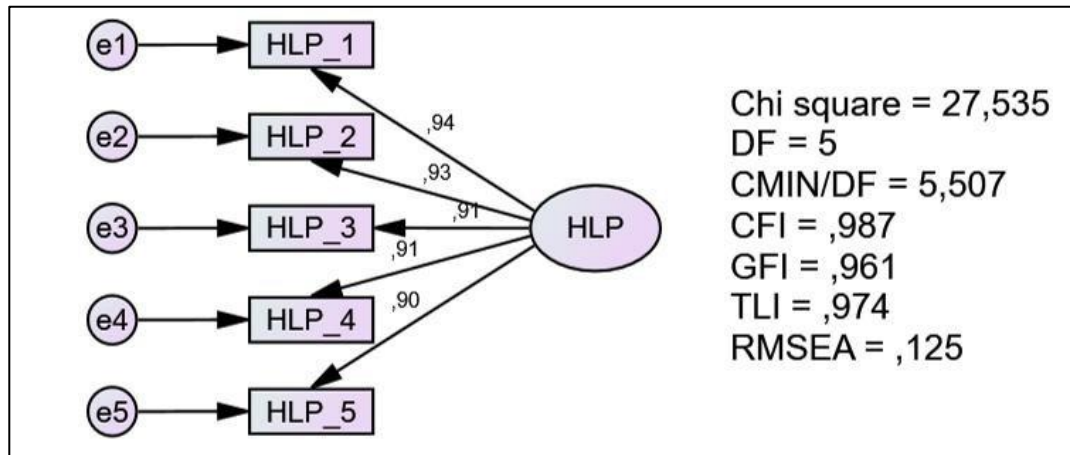 e1
HLP_1
e2
HLP_2
e3
HLP_3
e4
HLP_4
e5
HLP_5
,94
,93
,91
,91
,90
HLP
Chi square = 27,535
DF = 5
CMIN/DF = 5,507
CFI = ,987
GFI = ,961
TLI = ,974
RMSEA = ,125